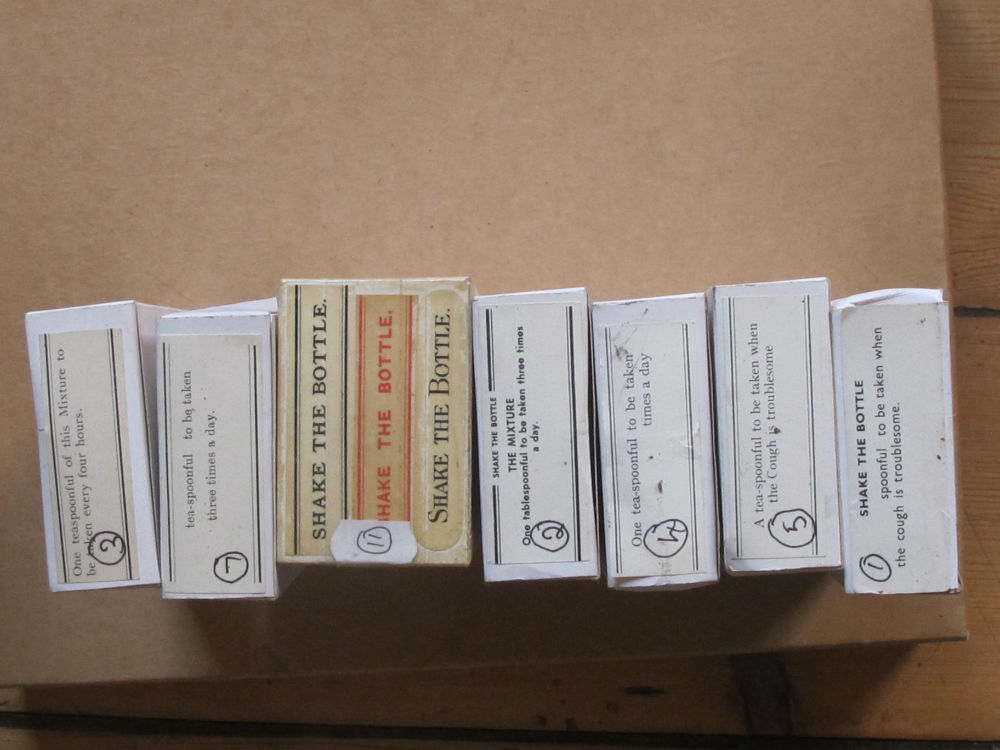 One teaspoonful of this Mixture to
be taken every four hours.
3
tea-spoonful to be taken
three times a day.
7
SHAKE THE BOTTLE.
SHAKE THE BOTTLE.
SHAKE THE BOTTLE.
11
SHAKE THE BOTTLE
THE MIXTURE
One tablespoonful to be taken three times
a day.
2
One tea-spoonful to be taken
times a day
4
A tea-spoonful to be taken when
the Cough is troublesome
5
SHAKE THE BOTTLE
spoonful to be taken when
the cough is troublesome.
1